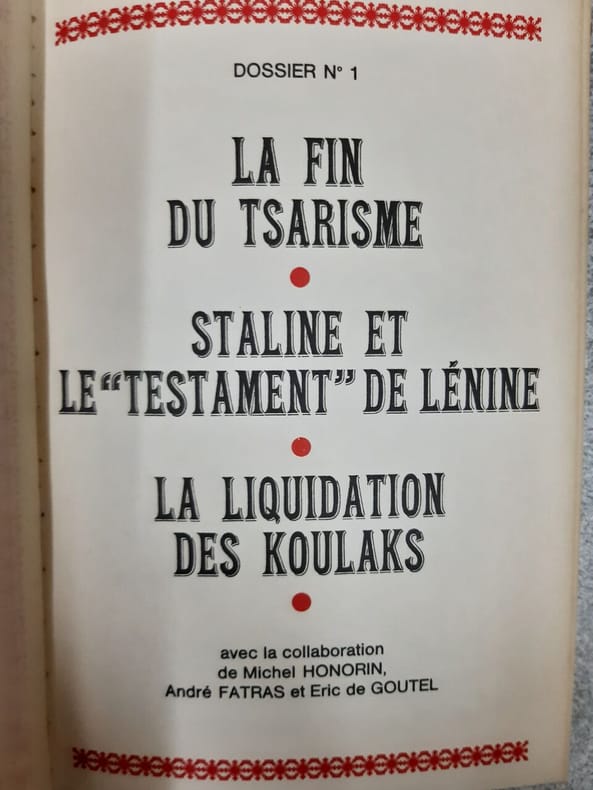 DOSSIER N° 1
LA FIN
DU TSARISME
STALINE ET
LE “TESTAMENT” DE LÉNINE
LA LIQUIDATION
DES KOULAKS
avec la collaboration
de Michel HONORIN,
André FATRAS et Eric de GOUTEL